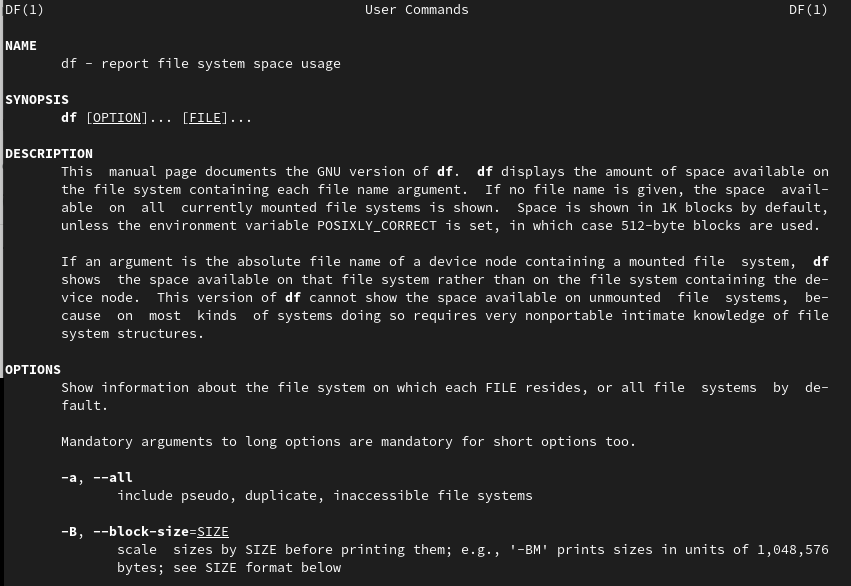 DF(1) User Commands DF(1)
NAME
df - report file system space usage
SYNOPSIS
df [OPTION]... [FILE]...
DESCRIPTION
This manual page documents the GNU version of df. df displays the amount of space available on
the file system containing each file name argument. If no file name is given, the space avail-
able on all currently mounted file systems is shown. Space is shown in 1K blocks by default,
unless the environment variable POSIXLY_CORRECT is set, in which case 512-byte blocks are used.
If an argument is the absolute file name of a device node containing a mounted file system, df
shows the space available on that file system rather than on the file system containing the de-
vice node. This version of df cannot show the space available on unmounted file systems, be-
cause on most kinds of systems doing so requires very nonportable intimate knowledge of file
system structures.
OPTIONS
Show information about the file system on which each FILE resides, or all file systems by de-
fault.
Mandatory arguments to long options are mandatory for short options too.
-a, --all
include pseudo, duplicate, inaccessible file systems
-B, --block-size=SIZE
scale sizes by SIZE before printing them; e.g., '-BM' prints sizes in units of 1,048,576
bytes; see SIZE format below